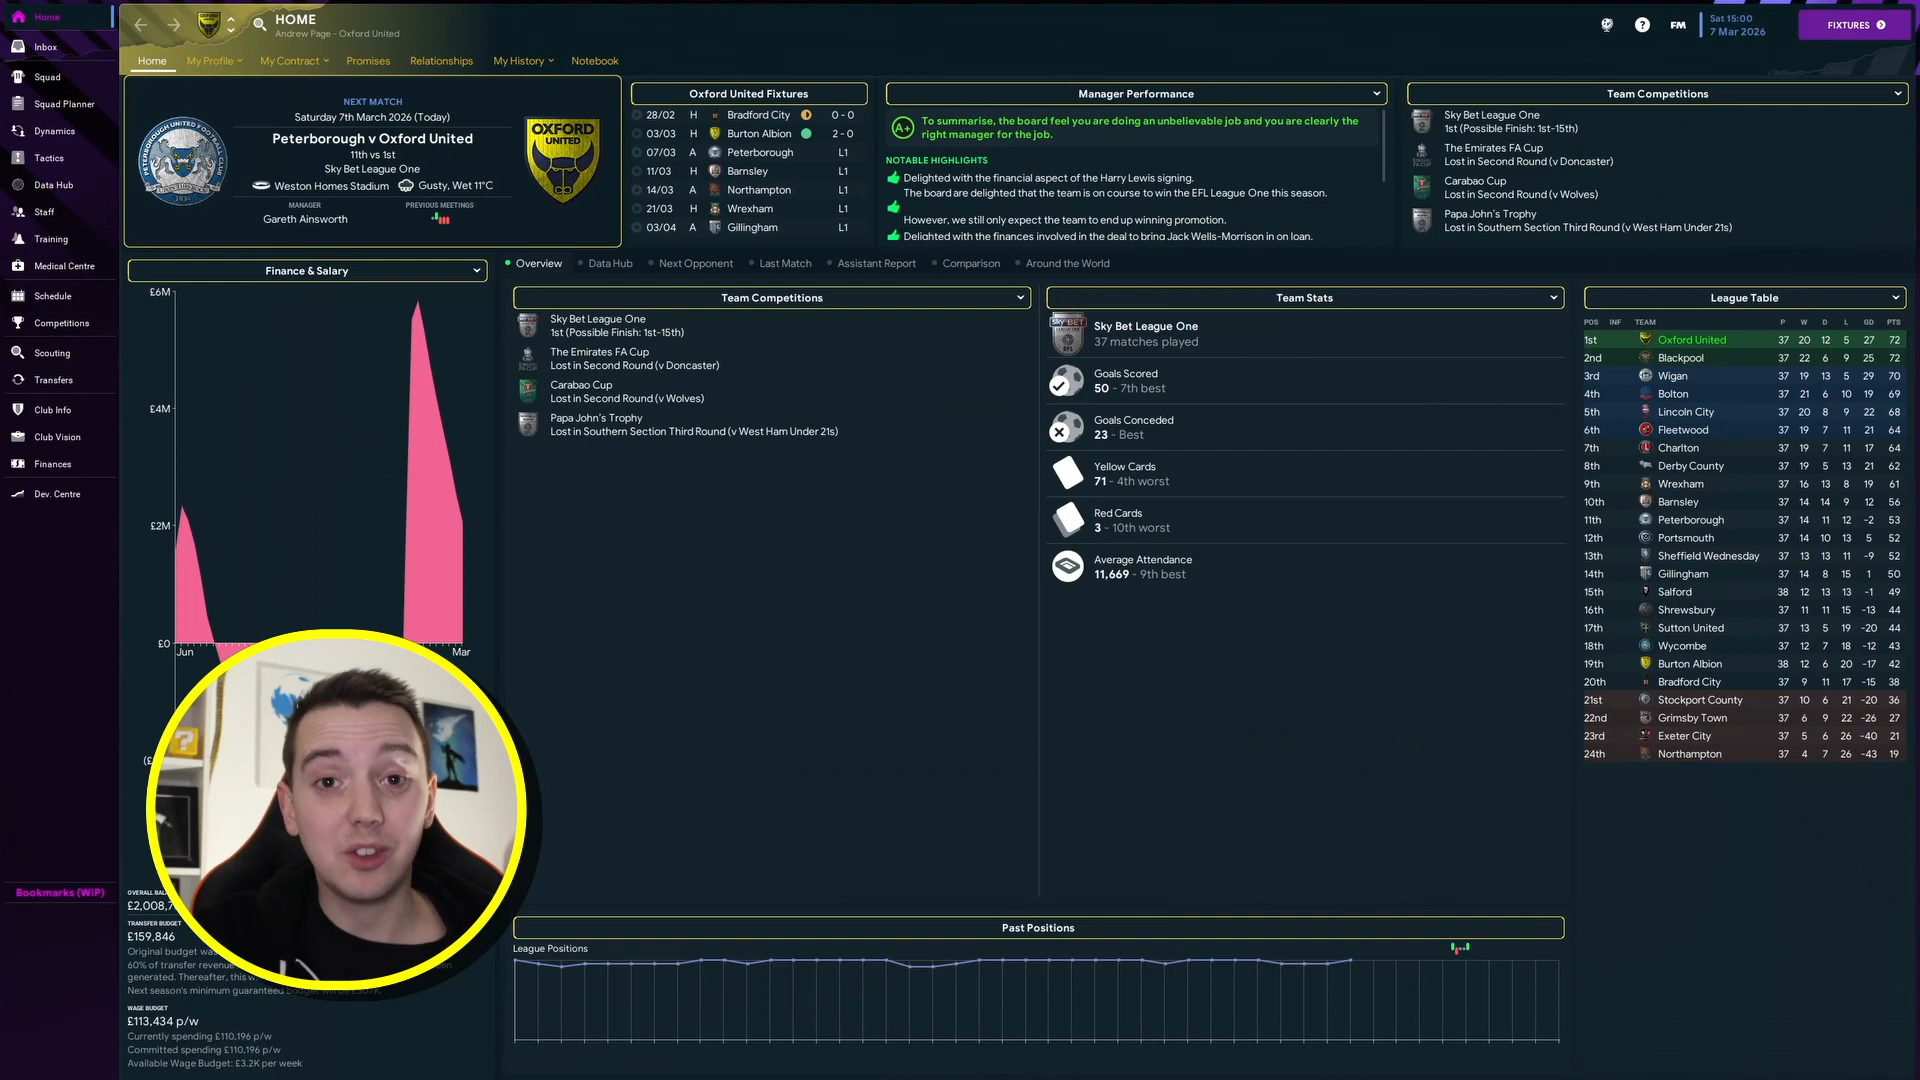 Home
Inbox
Squad
Squad Planner
Dynamics
Tactics
Data Hub
Staff
Training
Medical Centre
Schedule
Competitions
Scouting
Transfers
Club Info
Club Vision
Finances
Dev. Centre
Bookmarks (WiP)
HOME
Andrew Page - Oxford United
FM
Sat 15:00
7 Mar 2026
FIXTURES
Home My Profile My Contract Promises Relationships My History Notebook
NEXT MATCH
Saturday 7th March 2026 (Today)
Peterborough v Oxford United
11th vs 1st
Sky Bet League One
Weston Homes Stadium Gusty, Wet 11°C
MANAGER PREVIOUS MEETINGS
Gareth Ainsworth
OXFORD
UNITED
Oxford United Fixtures
28/02 H Bradford City 0 - 0
03/03 H Burton Albion 2 - 0
07/03 A Peterborough L1
11/03 H Barnsley L1
14/03 A Northampton L1
21/03 H Wrexham L1
03/04 A Gillingham L1
Manager Performance
A+ To summarise, the board feel you are doing an unbelievable job and you are clearly the
right manager for the job.
NOTABLE HIGHLIGHTS
Delighted with the financial aspect of the Harry Lewis signing.
The board are delighted that the team is on course to win the EFL League One this season.
However, we still only expect the team to end up winning promotion.
Delighted with the finances involved in the deal to bring Jack Wells-Morrison in on loan.
Team Competitions
Sky Bet League One
1st (Possible Finish: 1st-15th)
The Emirates FA Cup
Lost in Second Round (v Doncaster)
Carabao Cup
Lost in Second Round (v Wolves)
Papa John's Trophy
Lost in Southern Section Third Round (v West Ham Under 21s)
Finance & Salary
£6M
£4M
£2M
£0
Jun Mar
OVERALL
£2,008,7
TRANSFER BUDGET
£159,846
Original budget was
60% of transfer revenue
generated. Thereafter, this
Next season's minimum guaranteed
WAGE BUDGET
£113,434 p/w
Currently spending £110,196 p/w
Committed spending £110,196 p/w
Available Wage Budget: £3.2K per week
Overview Data Hub Next Opponent Last Match Assistant Report Comparison Around the World
Team Competitions
Sky Bet League One
1st (Possible Finish: 1st-15th)
The Emirates FA Cup
Lost in Second Round (v Doncaster)
Carabao Cup
Lost in Second Round (v Wolves)
Papa John's Trophy
Lost in Southern Section Third Round (v West Ham Under 21s)
Team Stats
Sky Bet League One
37 matches played
Goals Scored
50 - 7th best
Goals Conceded
23 - Best
Yellow Cards
71 - 4th worst
Red Cards
3 - 10th worst
Average Attendance
11,669 - 9th best
League Table
POS INF TEAM P W D L GD PTS
1st Oxford United 37 20 12 5 27 72
2nd Blackpool 37 22 6 9 25 72
3rd Wigan 37 19 13 5 29 70
4th Bolton 37 21 6 10 19 69
5th Lincoln City 37 20 8 9 22 68
6th Fleetwood 37 19 7 11 21 64
7th Charlton 37 19 7 11 17 64
8th Derby County 37 19 5 13 21 62
9th Wrexham 37 16 13 8 19 61
10th Barnsley 37 14 14 9 12 56
11th Peterborough 37 14 11 12 -2 53
12th Portsmouth 37 14 10 13 5 52
13th Sheffield Wednesday 37 13 13 11 -9 52
14th Gillingham 37 14 8 15 1 50
15th Salford 38 12 13 13 -1 49
16th Shrewsbury 37 11 11 15 -13 44
17th Sutton United 37 13 5 19 -20 44
18th Wycombe 37 12 7 18 -12 43
19th Burton Albion 38 12 6 20 -17 42
20th Bradford City 37 9 11 17 -15 38
21st Stockport County 37 10 6 21 -20 36
22nd Grimsby Town 37 6 9 22 -26 27
23rd Exeter City 37 5 6 26 -40 21
24th Northampton 37 4 7 26 -43 19
Past Positions
League Positions